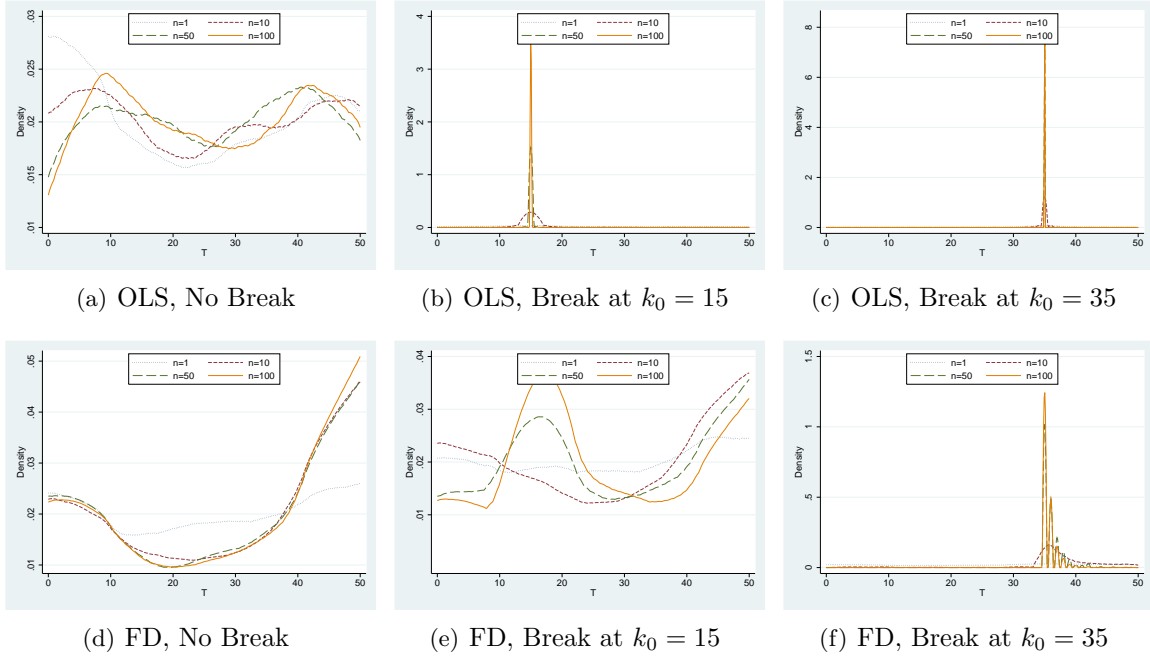 n=1 n=10
n=50 n=100
.03
.025
.02
.015
.01
Density
0 10 20 30 40 50
T
(a) OLS, No Break
n=1 n=10
n=50 n=100
4
3
2
1
0
Density
0 10 20 30 40 50
T
(b) OLS, Break at k₀ = 15
n=1 n=10
n=50 n=100
8
6
4
2
0
Density
0 10 20 30 40 50
T
(c) OLS, Break at k₀ = 35
n=1 n=10
n=50 n=100
.05
.04
.03
.02
.01
Density
0 10 20 30 40 50
T
(d) FD, No Break
n=1 n=10
n=50 n=100
.04
.03
.02
.01
Density
0 10 20 30 40 50
T
(e) FD, Break at k₀ = 15
n=1 n=10
n=50 n=100
1.5
1
.5
0
Density
0 10 20 30 40 50
T
(f) FD, Break at k₀ = 35